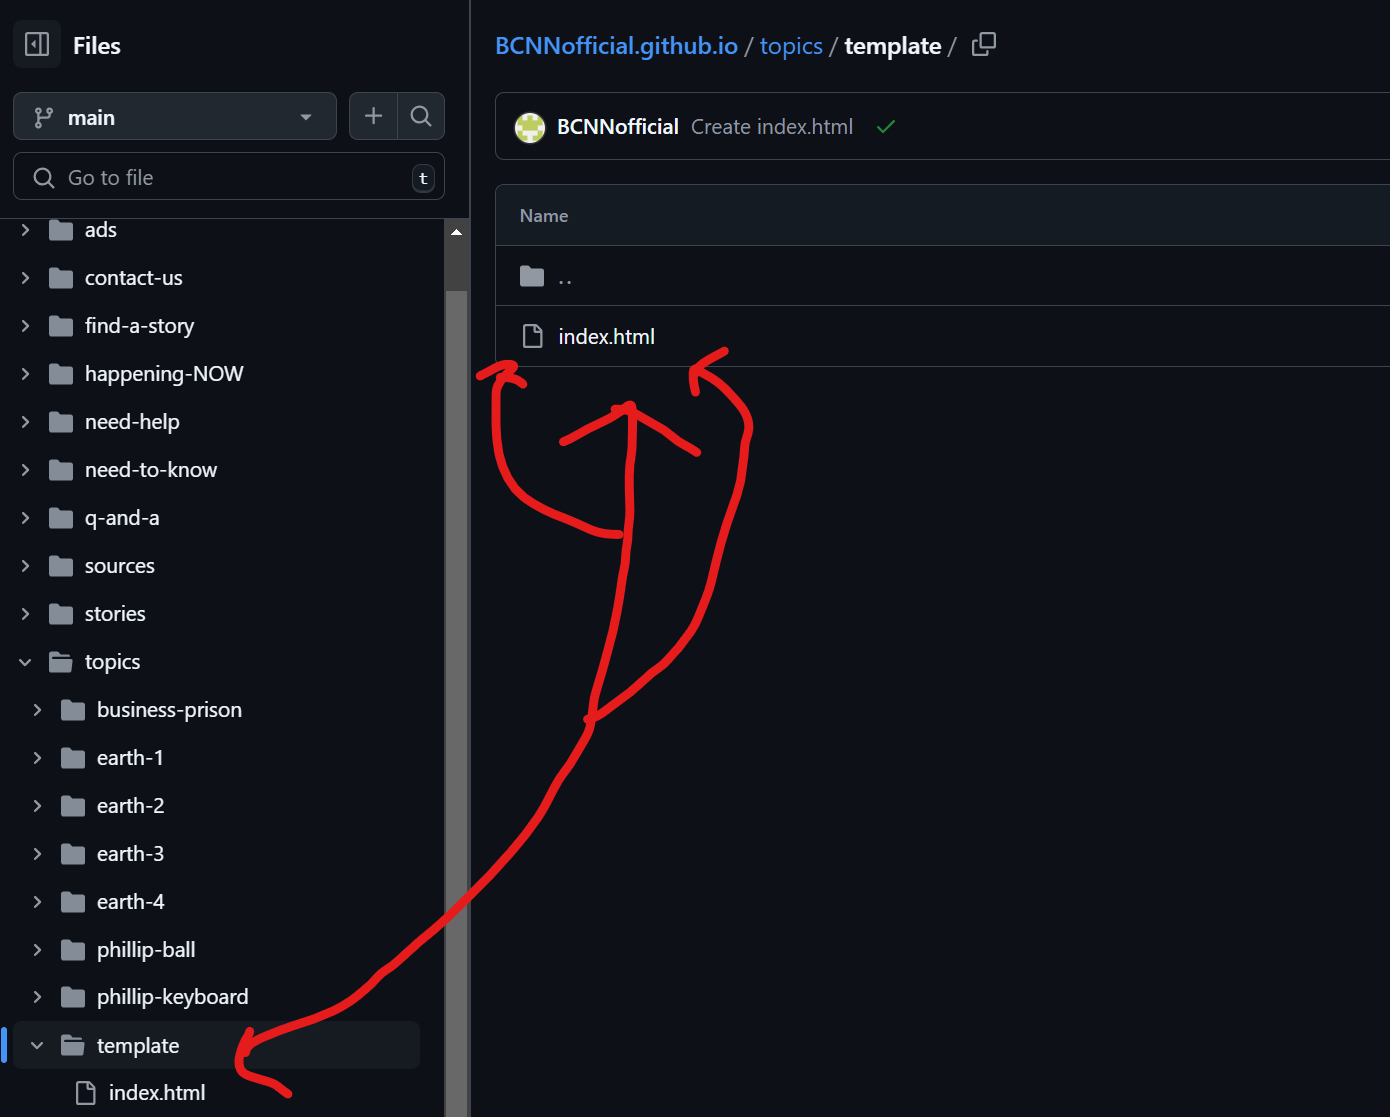 Files
main
Go to file
t
ads
contact-us
find-a-story
happening-NOW
need-help
need-to-know
q-and-a
sources
stories
topics
business-prison
earth-1
earth-2
earth-3
earth-4
phillip-ball
phillip-keyboard
template
index.html
BCNNofficial.github.io / topics / template /
BCNNofficial Create index.html
Name
..
index.html